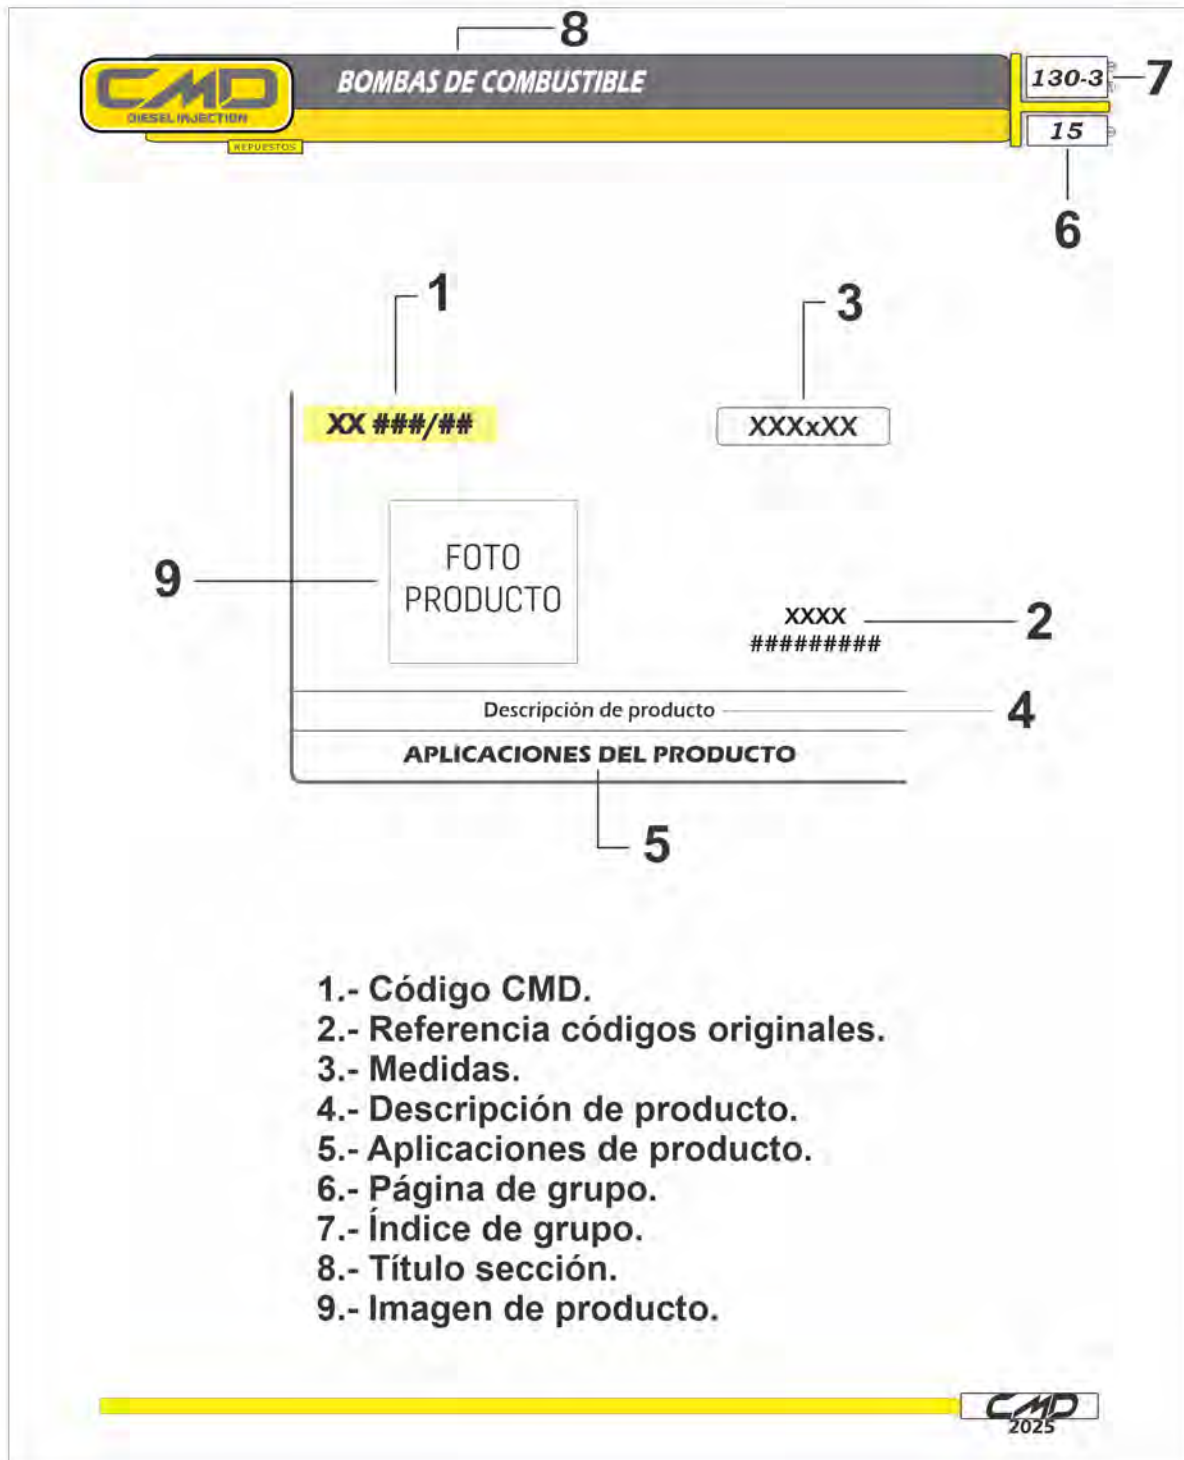 8
BOMBAS DE COMBUSTIBLE
130-3
7
CMD
DIESEL INJECTION
15
REPUESTOS
6
1
3
XX ###/##
XXXxXX
FOTO
PRODUCTO
9
XXXX
2
#########
Descripción de producto
4
APLICACIONES DEL PRODUCTO
5
1.- Código CMD.
2.- Referencia códigos originales.
3.- Medidas.
4.- Descripción de producto.
5.- Aplicaciones de producto.
6.- Página de grupo.
7.- Índice de grupo.
8.- Título sección.
9.- Imagen de producto.
CMD
2025